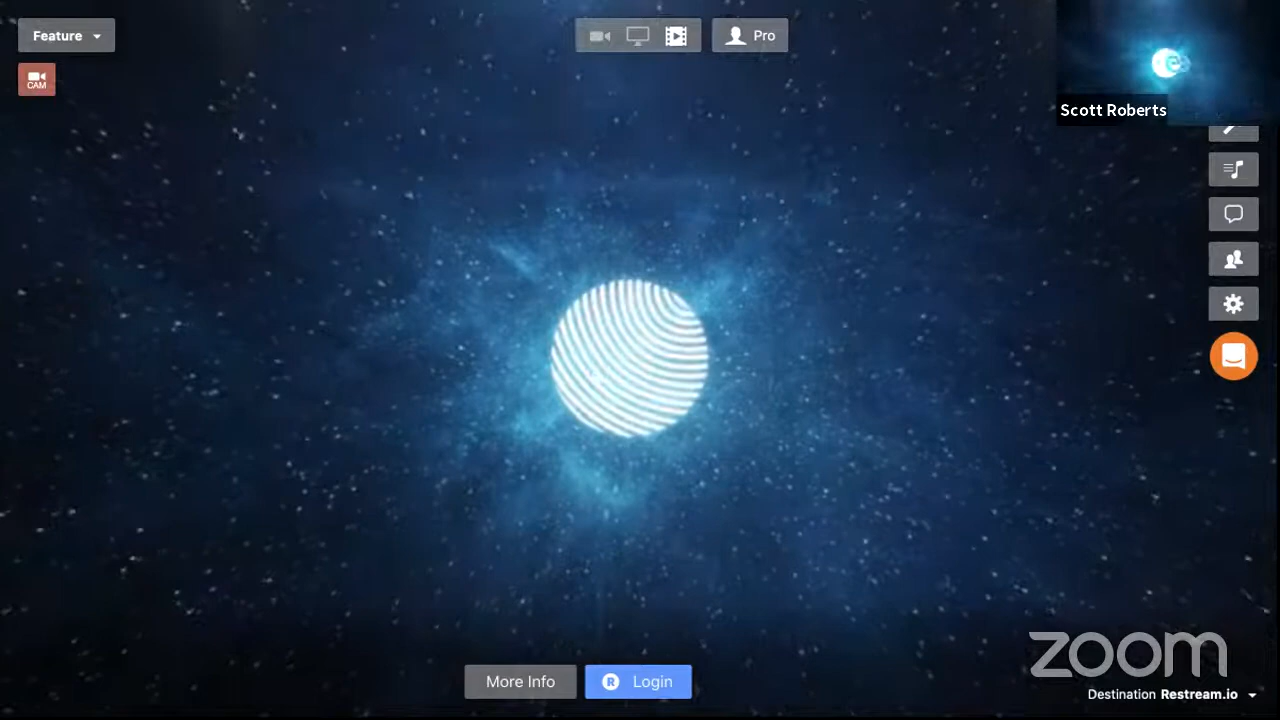 Feature
Pro
CAM
Scott Roberts
More Info
R Login
zoom
Destination Restream.io